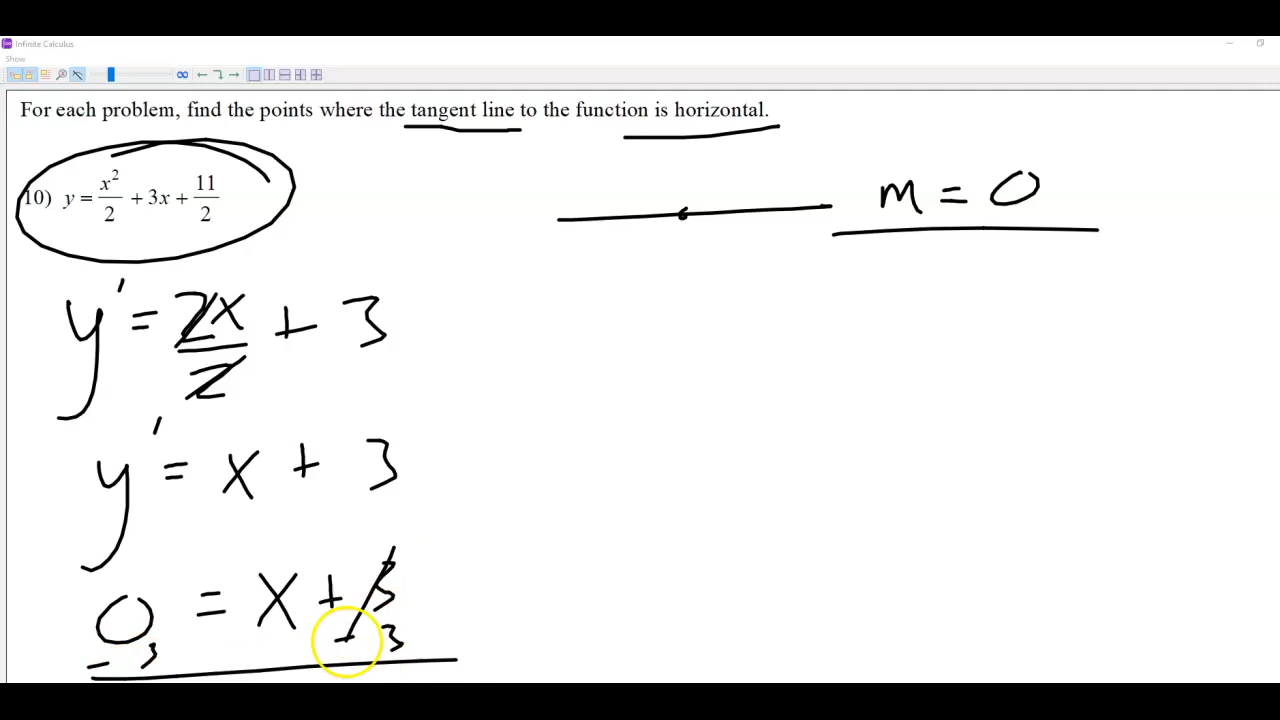 Infinite Calculus
Show
For each problem, find the points where the tangent line to the function is horizontal.
10) y = x²/2 + 3x + 11/2
m = 0
y' = 2x/2 + 3
y' = x + 3
0 = x + 3
- 3 - 3